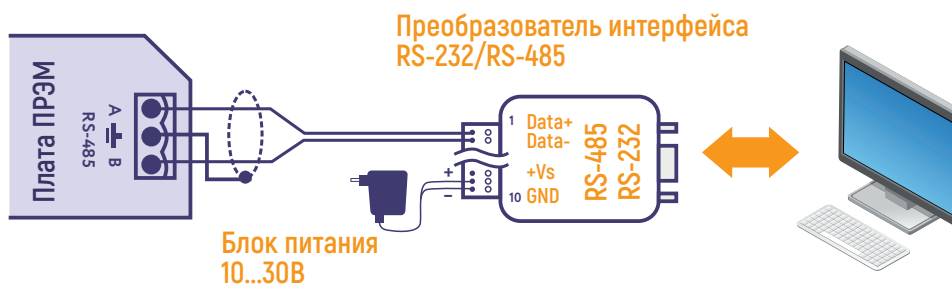 Преобразователь интерфейса
RS-232/RS-485
Плата ПРЭМ
RS-485
A
B
1
Data+
Data-
+
+Vs
–
10 GND
RS-485
RS-232
Блок питания
10...30В